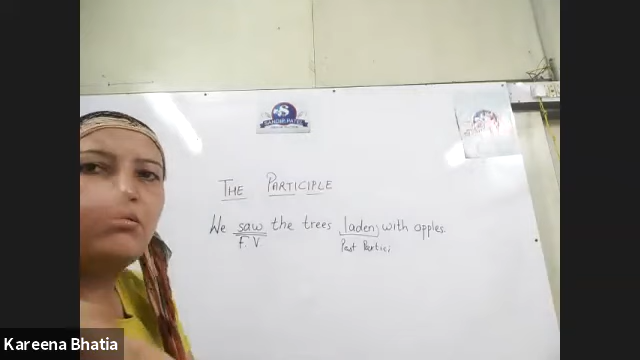 THE PARTICIPLE
We saw the trees laden with apples.
F.V.
Past Partici
Kareena Bhatia